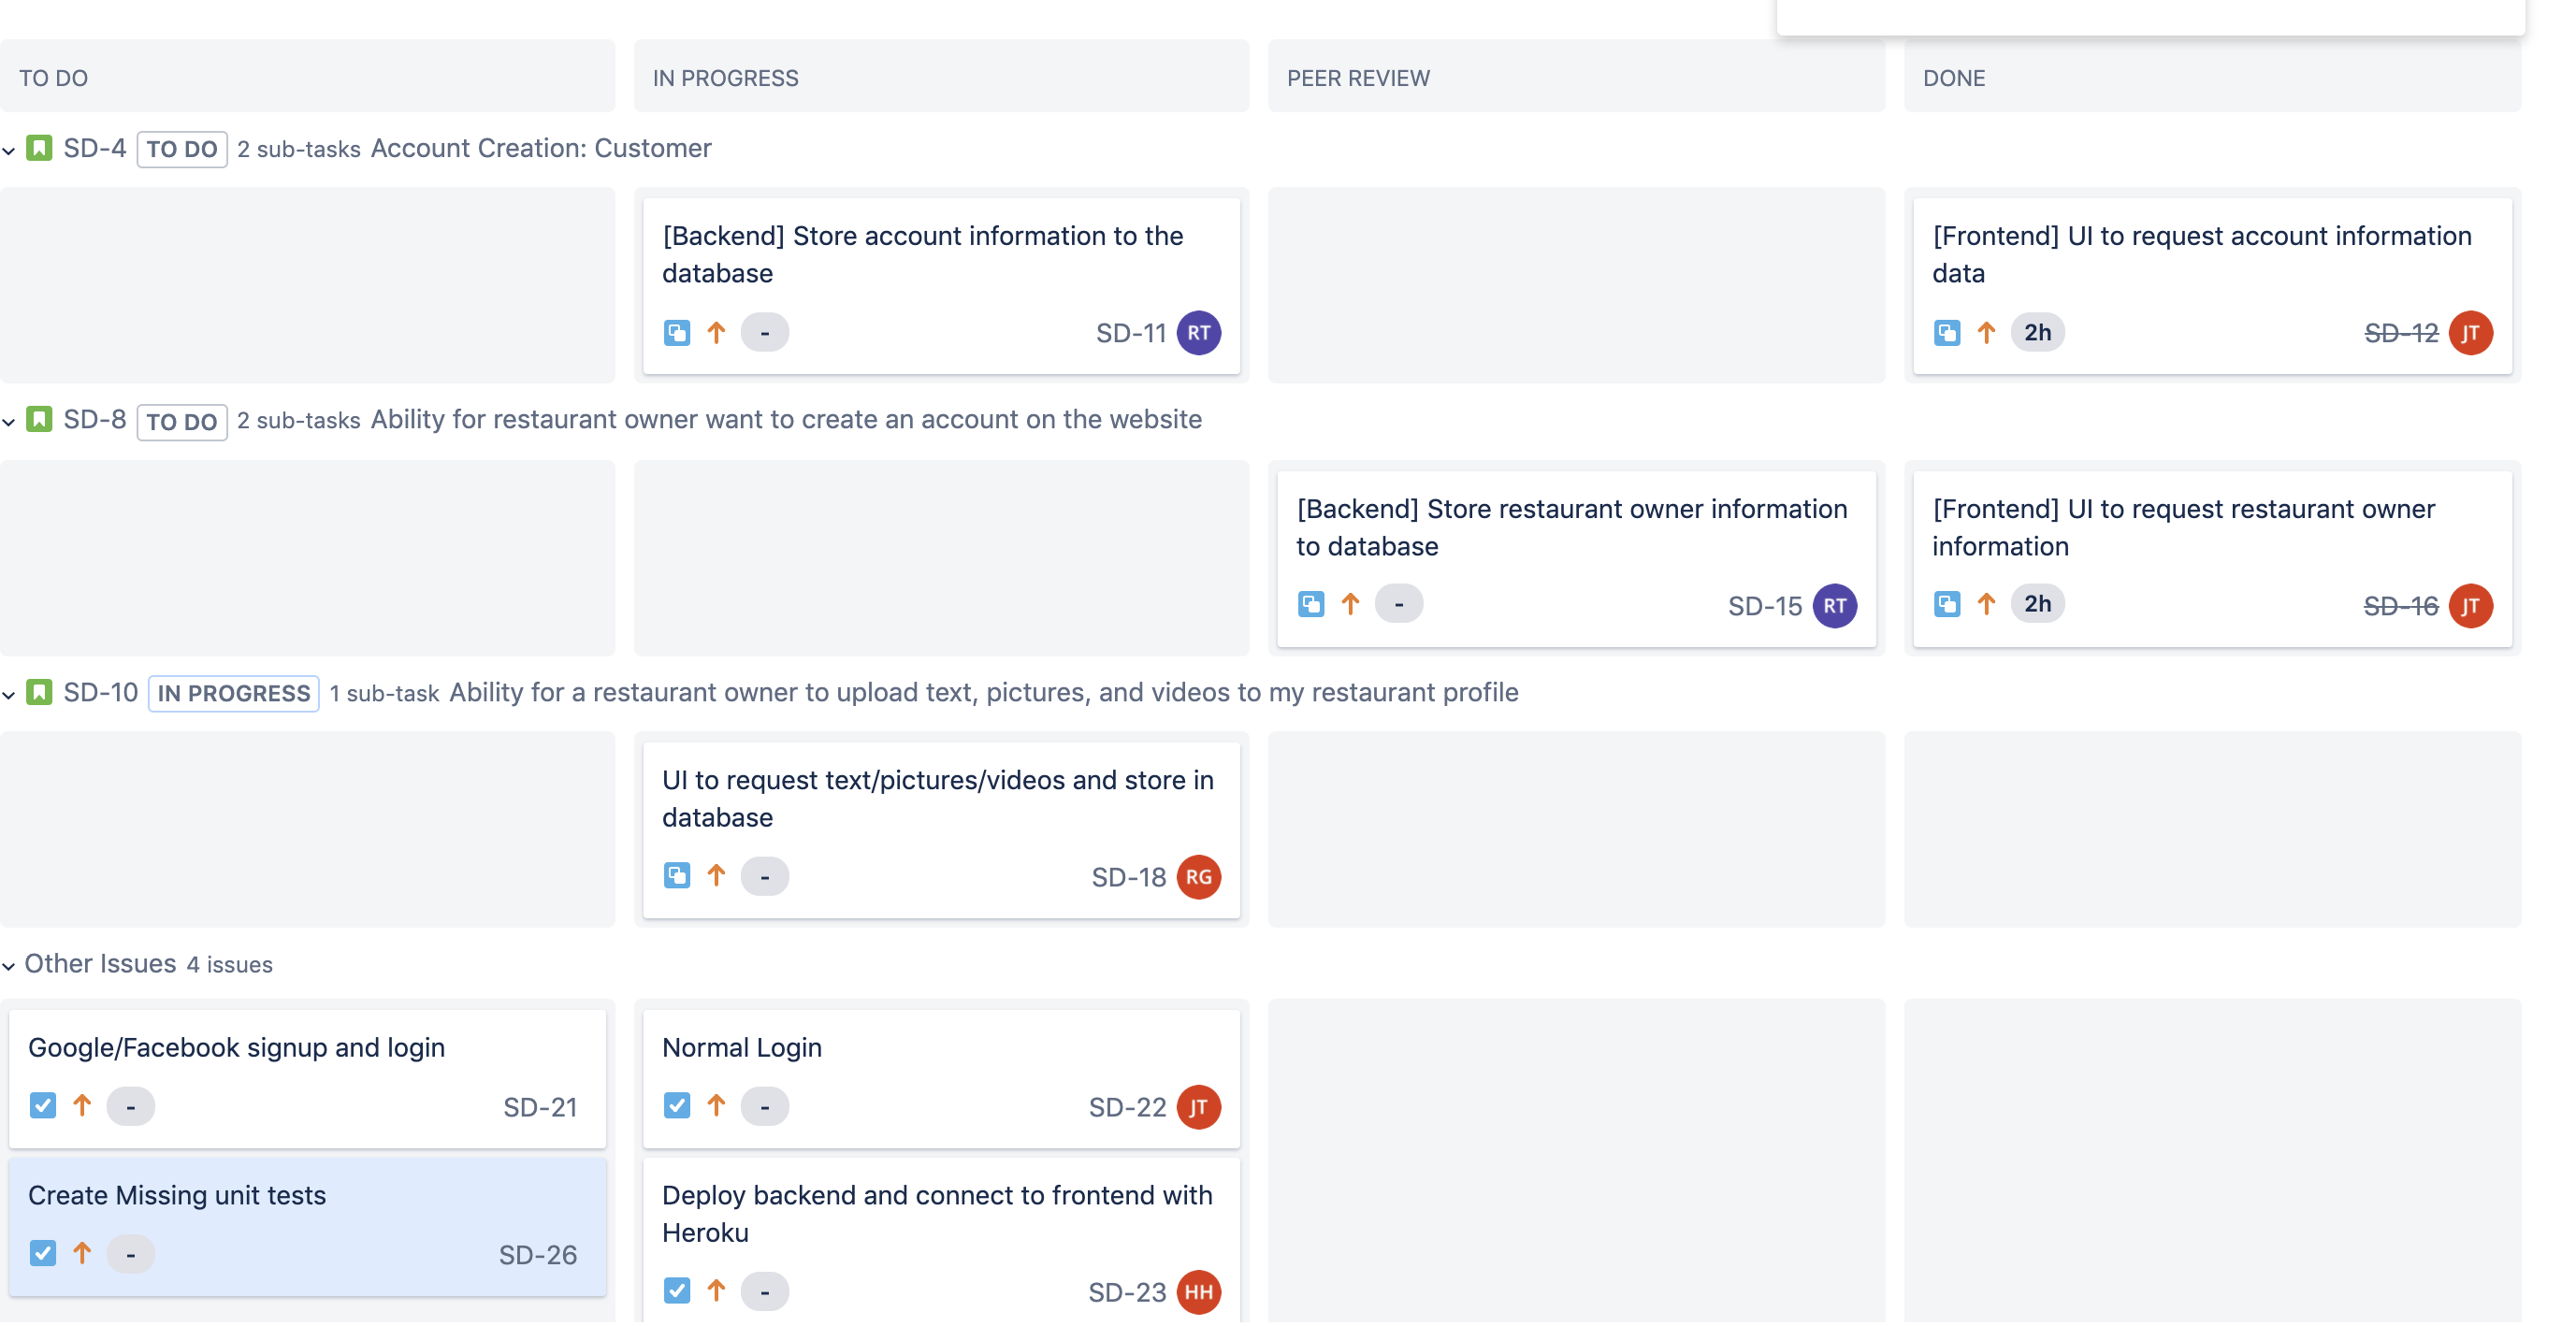 TO DO
IN PROGRESS
PEER REVIEW
DONE
SD-4 TO DO 2 sub-tasks Account Creation: Customer
[Backend] Store account information to the
database
- SD-11 RT
[Frontend] UI to request account information
data
2h SD-12 JT
SD-8 TO DO 2 sub-tasks Ability for restaurant owner want to create an account on the website
[Backend] Store restaurant owner information
to database
- SD-15 RT
[Frontend] UI to request restaurant owner
information
2h SD-16 JT
SD-10 IN PROGRESS 1 sub-task Ability for a restaurant owner to upload text, pictures, and videos to my restaurant profile
UI to request text/pictures/videos and store in
database
- SD-18 RG
Other Issues 4 issues
Google/Facebook signup and login
- SD-21
Create Missing unit tests
- SD-26
Normal Login
- SD-22 JT
Deploy backend and connect to frontend with
Heroku
- SD-23 HH